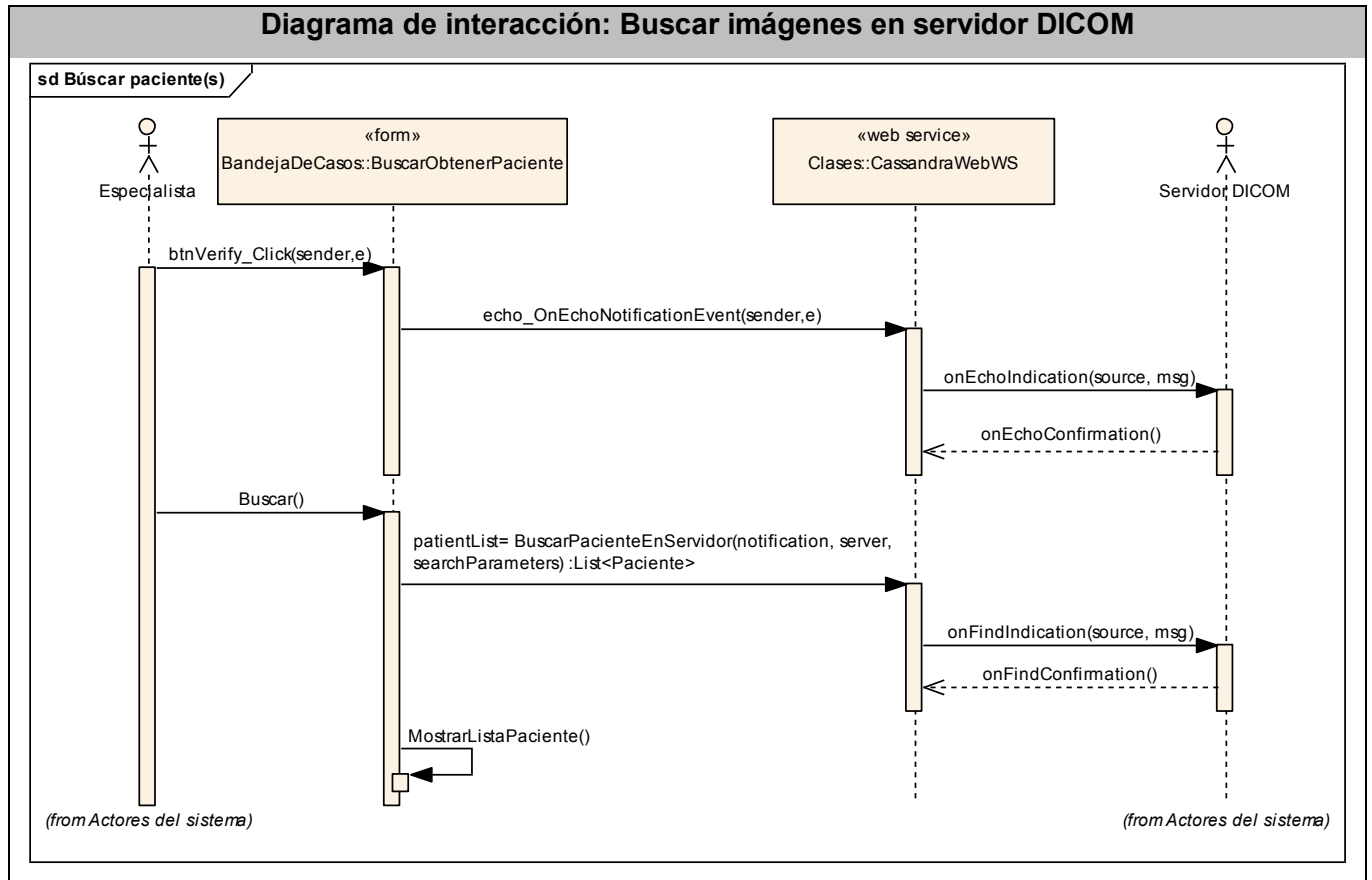 Diagrama de interacción: Buscar imágenes en servidor DICOM
sd Búscar paciente(s)
«form»
BandejaDeCasos::BuscarObtenerPaciente
«web service»
Clases::CassandraWebWS
Especialista
Servidor DICOM
btnVerify_Click(sender,e)
echo_OnEchoNotificationEvent(sender,e)
onEchoIndication(source, msg)
onEchoConfirmation()
Buscar()
patientList= BuscarPacienteEnServidor(notification, server,
searchParameters) :List<Paciente>
onFindIndication(source, msg)
onFindConfirmation()
MostrarListaPaciente()
(from Actores del sistema)
(from Actores del sistema)